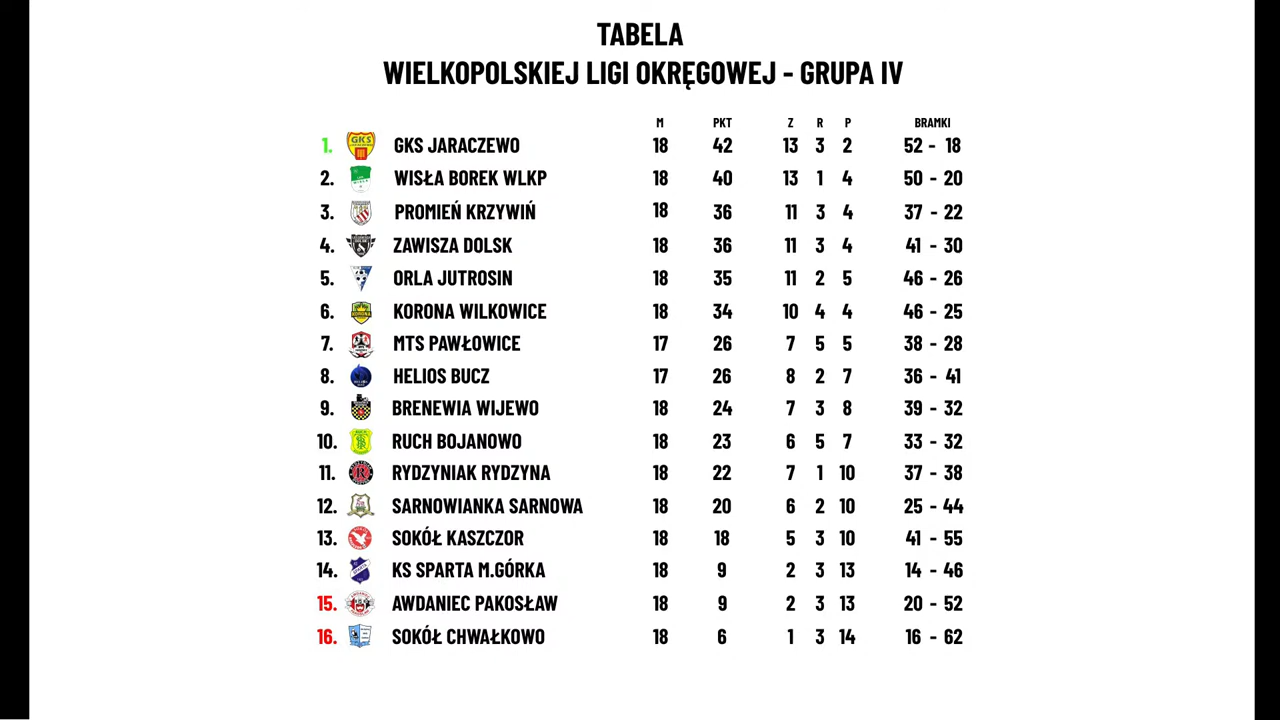 TABELA
WIELKOPOLSKIEJ LIGI OKRĘGOWEJ - GRUPA IV
M PKT Z R P BRAMKI
1. GKS JARACZEWO 18 42 13 3 2 52 - 18
2. WISŁA BOREK WLKP 18 40 13 1 4 50 - 20
3. PROMIEŃ KRZYWIŃ 18 36 11 3 4 37 - 22
4. ZAWISZA DOLSK 18 36 11 3 4 41 - 30
5. ORLA JUTROSIN 18 35 11 2 5 46 - 26
6. KORONA WILKOWICE 18 34 10 4 4 46 - 25
7. MTS PAWŁOWICE 17 26 7 5 5 38 - 28
8. HELIOS BUCZ 17 26 8 2 7 36 - 41
9. BRENEWIA WIJEWO 18 24 7 3 8 39 - 32
10. RUCH BOJANOWO 18 23 6 5 7 33 - 32
11. RYDZYNIAK RYDZYNA 18 22 7 1 10 37 - 38
12. SARNOWIANKA SARNOWA 18 20 6 2 10 25 - 44
13. SOKÓŁ KASZCZOR 18 18 5 3 10 41 - 55
14. KS SPARTA M.GÓRKA 18 9 2 3 13 14 - 46
15. AWDANIEC PAKOSŁAW 18 9 2 3 13 20 - 52
16. SOKÓŁ CHWAŁKOWO 18 6 1 3 14 16 - 62